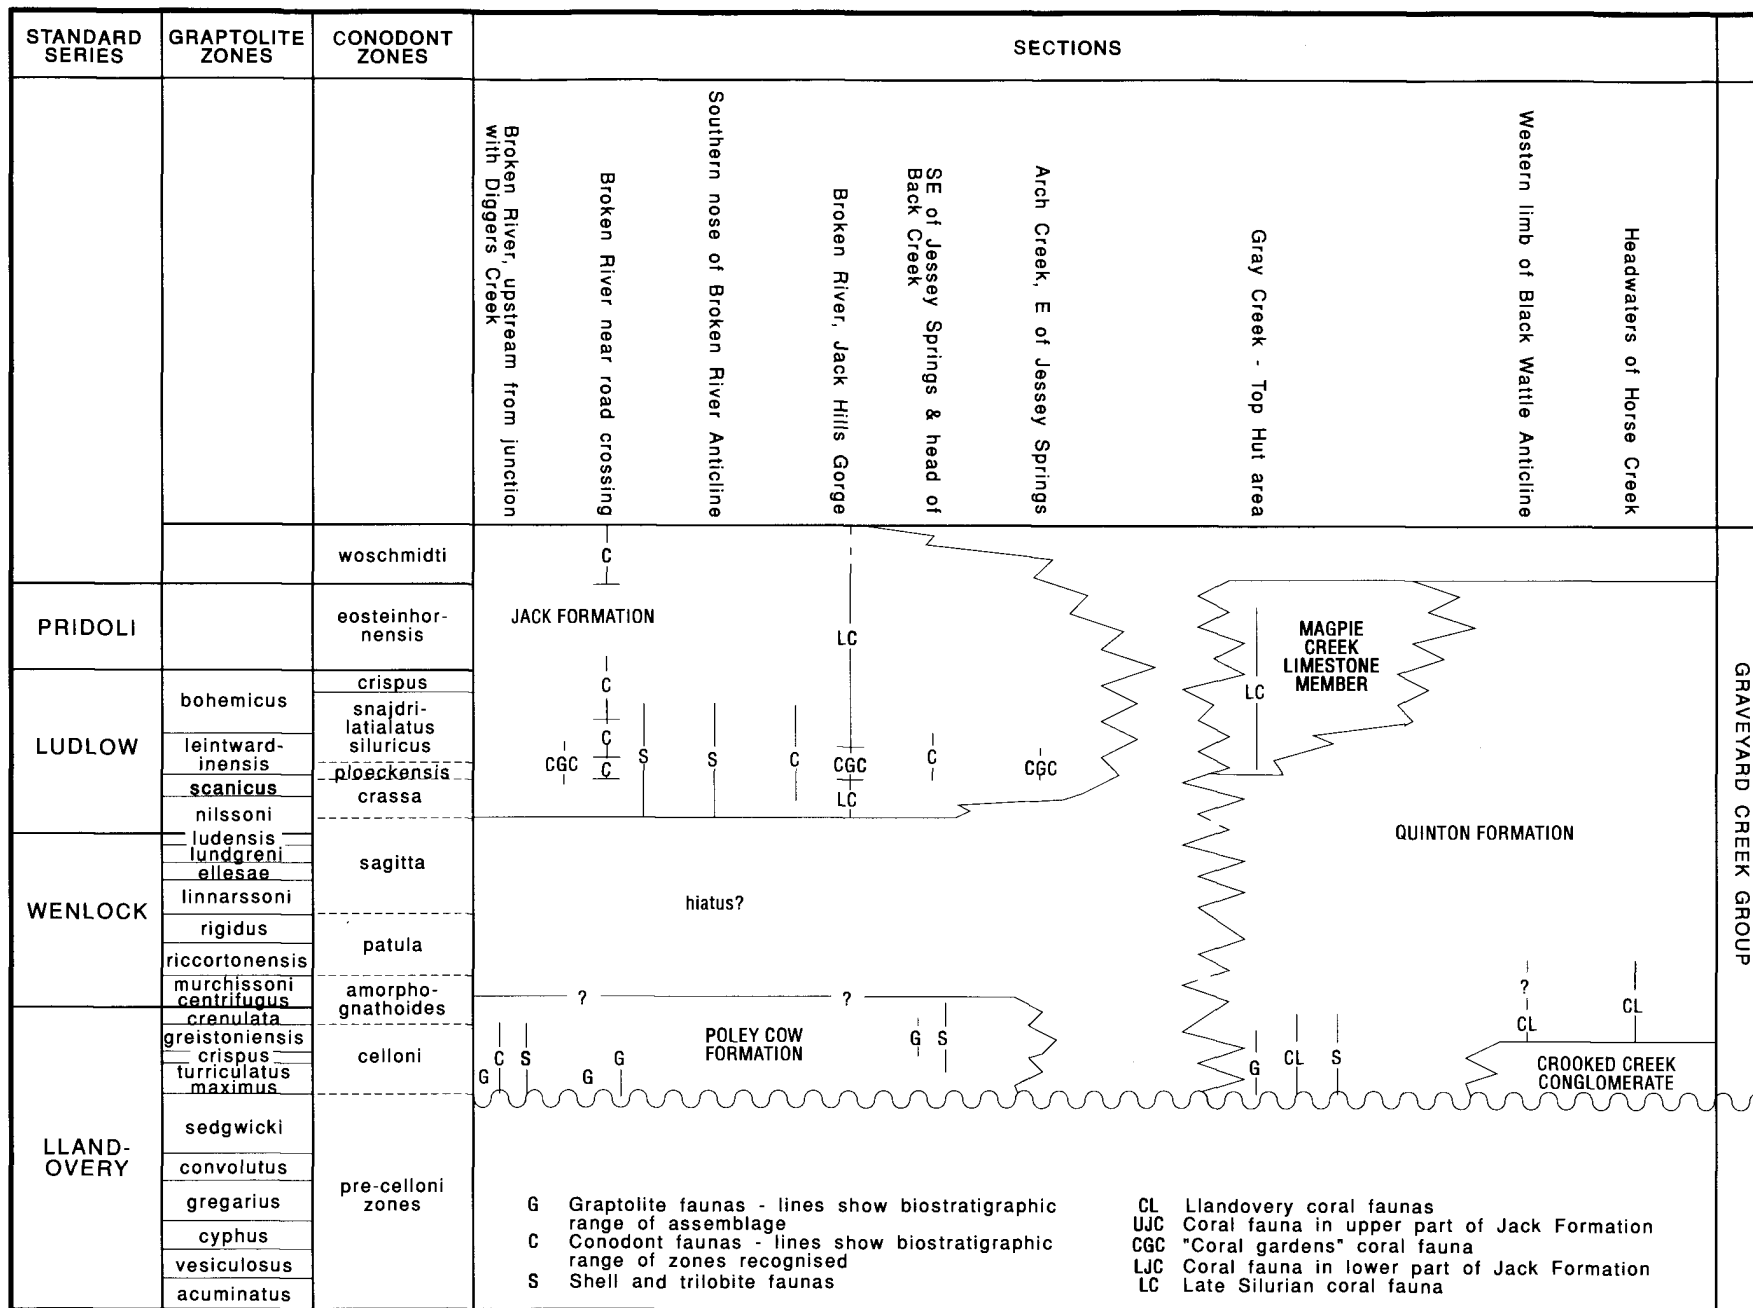 STANDARD
SERIES
GRAPTOLITE
ZONES
CONODONT
ZONES
SECTIONS
Broken River, upstream from junction
with Diggers Creek
Broken River near road crossing
Southern nose of Broken River Anticline
Broken River, Jack Hills Gorge
SE of Jessey Springs & head of
Back Creek
Arch Creek, E of Jessey Springs
Gray Creek - Top Hut area
Western limb of Black Wattle Anticline
Headwaters of Horse Creek
GRAVEYARD CREEK GROUP
PRIDOLI
LUDLOW
WENLOCK
LLAND-
OVERY
bohemicus
leintward-
inensis
scanicus
nilssoni
ludensis
lundgreni
ellesae
linnarssoni
rigidus
riccortonensis
murchissoni
centrifugus
crenulata
greistoniensis
crispus
turriculatus
maximus
sedgwicki
convolutus
gregarius
cyphus
vesiculosus
acuminatus
woschmidti
eosteinhor-
nensis
crispus
snajdri-
latialatus
siluricus
ploeckensis
crassa
sagitta
patula
amorpho-
gnathoides
celloni
pre-celloni
zones
C
JACK FORMATION
LC
MAGPIE
CREEK
LIMESTONE
MEMBER
C
LC
C
CGC
C
S
S
C
CGC
C
CGC
LC
QUINTON FORMATION
hiatus?
?
?
?
CL
CL
POLEY COW
FORMATION
G
S
C
S
G
G
G
G
CL
S
CROOKED CREEK
CONGLOMERATE
G Graptolite faunas - lines show biostratigraphic
range of assemblage
C Conodont faunas - lines show biostratigraphic
range of zones recognised
S Shell and trilobite faunas
CL Llandovery coral faunas
UJC Coral fauna in upper part of Jack Formation
CGC "Coral gardens" coral fauna
LJC Coral fauna in lower part of Jack Formation
LC Late Silurian coral fauna